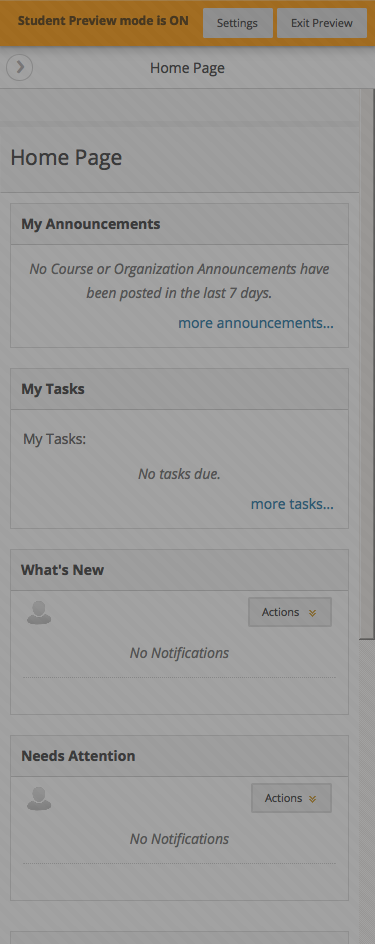 Student Preview mode is ON
Settings
Exit Preview
Home Page
Home Page
My Announcements
No Course or Organization Announcements have
been posted in the last 7 days.
more announcements...
My Tasks
My Tasks:
No tasks due.
more tasks...
What's New
Actions
No Notifications
Needs Attention
Actions
No Notifications